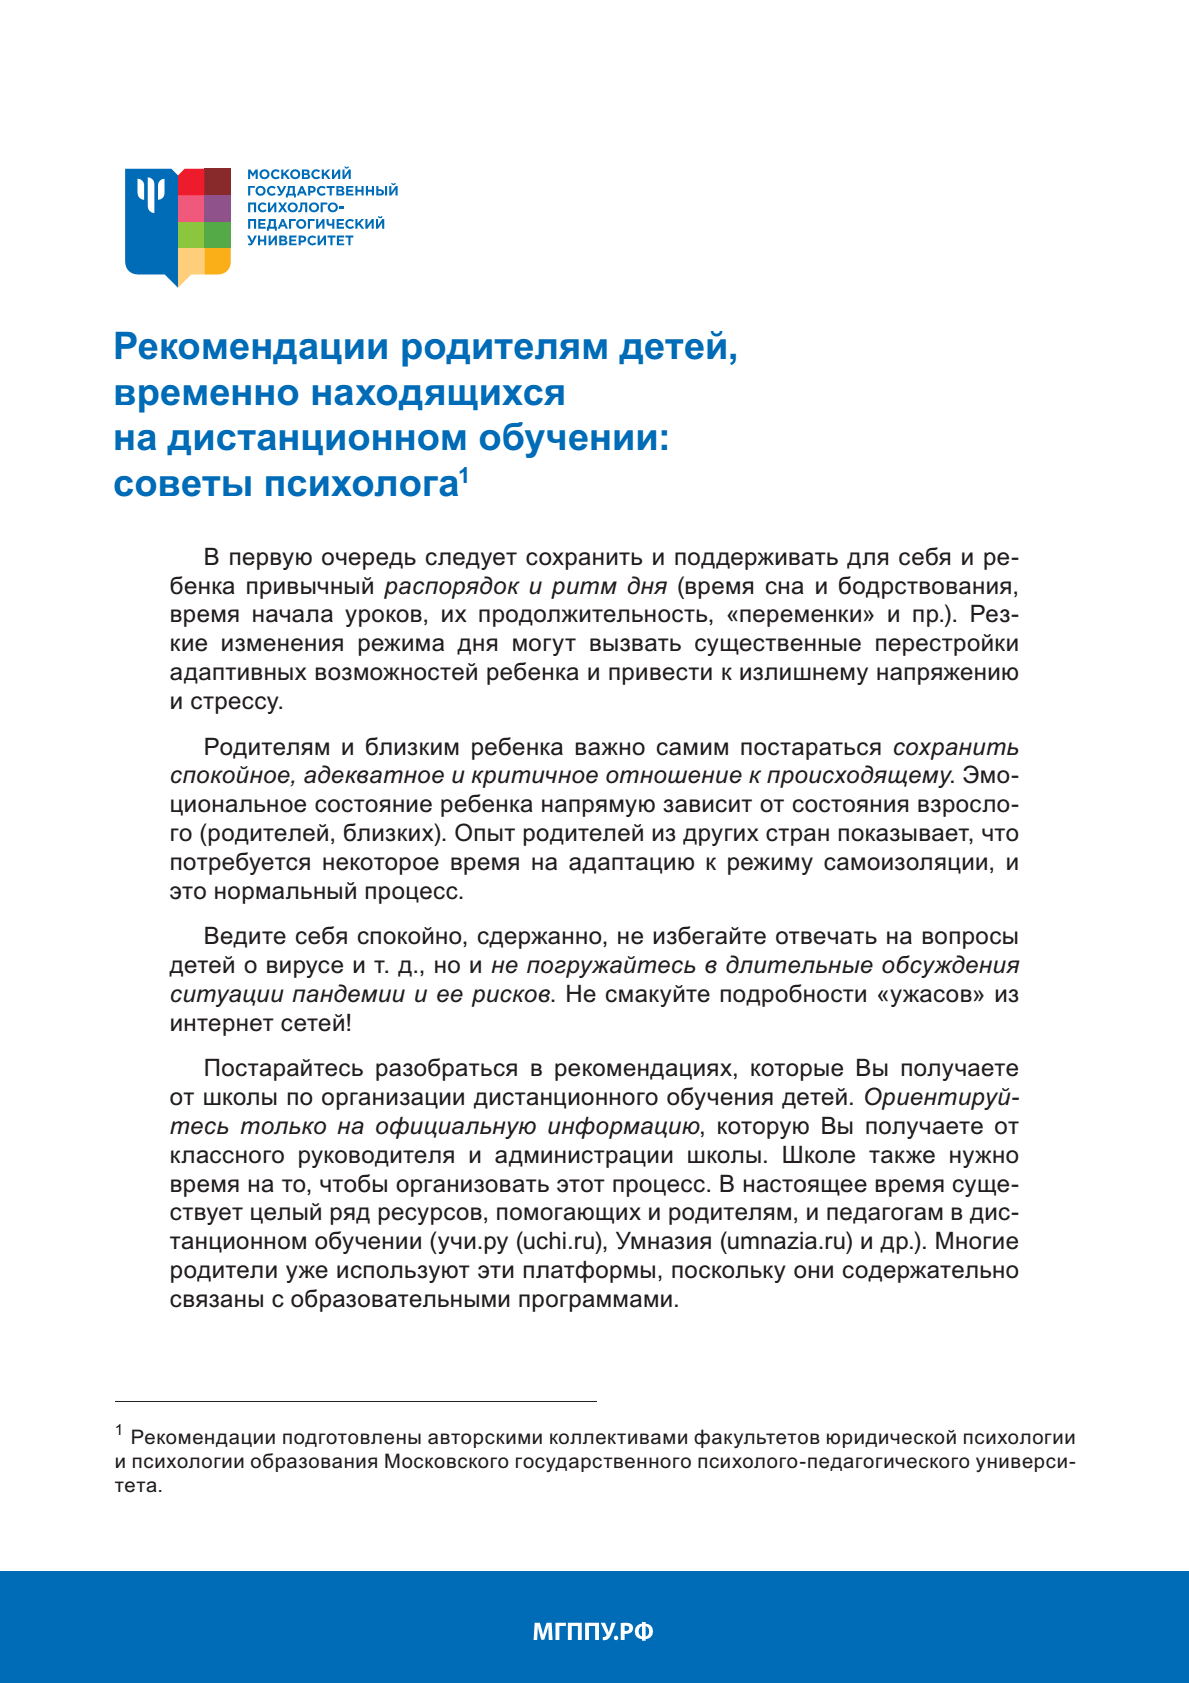 МОСКОВСКИЙ
ГОСУДАРСТВЕННЫЙ
ПСИХОЛОГО-
ПЕДАГОГИЧЕСКИЙ
УНИВЕРСИТЕТ
Рекомендации родителям детей,
временно находящихся
на дистанционном обучении:
советы психолога¹
В первую очередь следует сохранить и поддерживать для себя и ре-
бенка привычный распорядок и ритм дня (время сна и бодрствования,
время начала уроков, их продолжительность, «переменки» и пр.). Рез-
кие изменения режима дня могут вызвать существенные перестройки
адаптивных возможностей ребенка и привести к излишнему напряжению
и стрессу.
Родителям и близким ребенка важно самим постараться сохранить
спокойное, адекватное и критичное отношение к происходящему. Эмо-
циональное состояние ребенка напрямую зависит от состояния взросло-
го (родителей, близких). Опыт родителей из других стран показывает, что
потребуется некоторое время на адаптацию к режиму самоизоляции, и
это нормальный процесс.
Ведите себя спокойно, сдержанно, не избегайте отвечать на вопросы
детей о вирусе и т. д., но и не погружайтесь в длительные обсуждения
ситуации пандемии и ее рисков. Не смакуйте подробности «ужасов» из
интернет сетей!
Постарайтесь разобраться в рекомендациях, которые Вы получаете
от школы по организации дистанционного обучения детей. Ориентируй-
тесь только на официальную информацию, которую Вы получаете от
классного руководителя и администрации школы. Школе также нужно
время на то, чтобы организовать этот процесс. В настоящее время суще-
ствует целый ряд ресурсов, помогающих и родителям, и педагогам в дис-
танционном обучении (учи.ру (uchi.ru), Умназия (umnazia.ru) и др.). Многие
родители уже используют эти платформы, поскольку они содержательно
связаны с образовательными программами.
¹ Рекомендации подготовлены авторскими коллективами факультетов юридической психологии
и психологии образования Московского государственного психолого-педагогического универси-
тета.
МГППУ.РФ